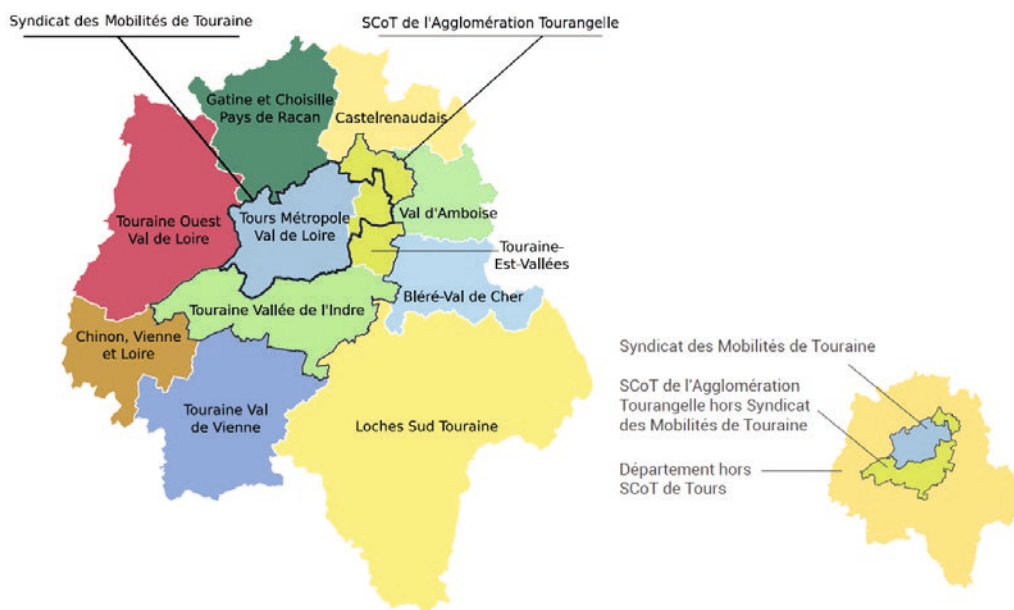 Syndicat des Mobilités de Touraine
SCoT de l'Agglomération Tourangelle
Gatine et Choisille
Pays de Racan
Castelrenaudais
Touraine Ouest
Val de Loire
Tours Métropole
Val de Loire
Val d'Amboise
Touraine-
Est-Vallées
Touraine Vallée de l'Indre
Bléré-Val de Cher
Chinon, Vienne
et Loire
Touraine Val
de Vienne
Loches Sud Touraine
Syndicat des Mobilités de Touraine
SCoT de l'Agglomération
Tourangelle hors Syndicat
des Mobilités de Touraine
Département hors
SCoT de Tours